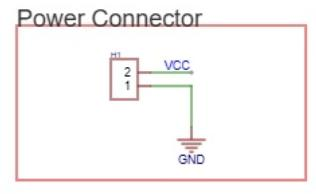 Power Connector
H1
2
VCC
1
GND